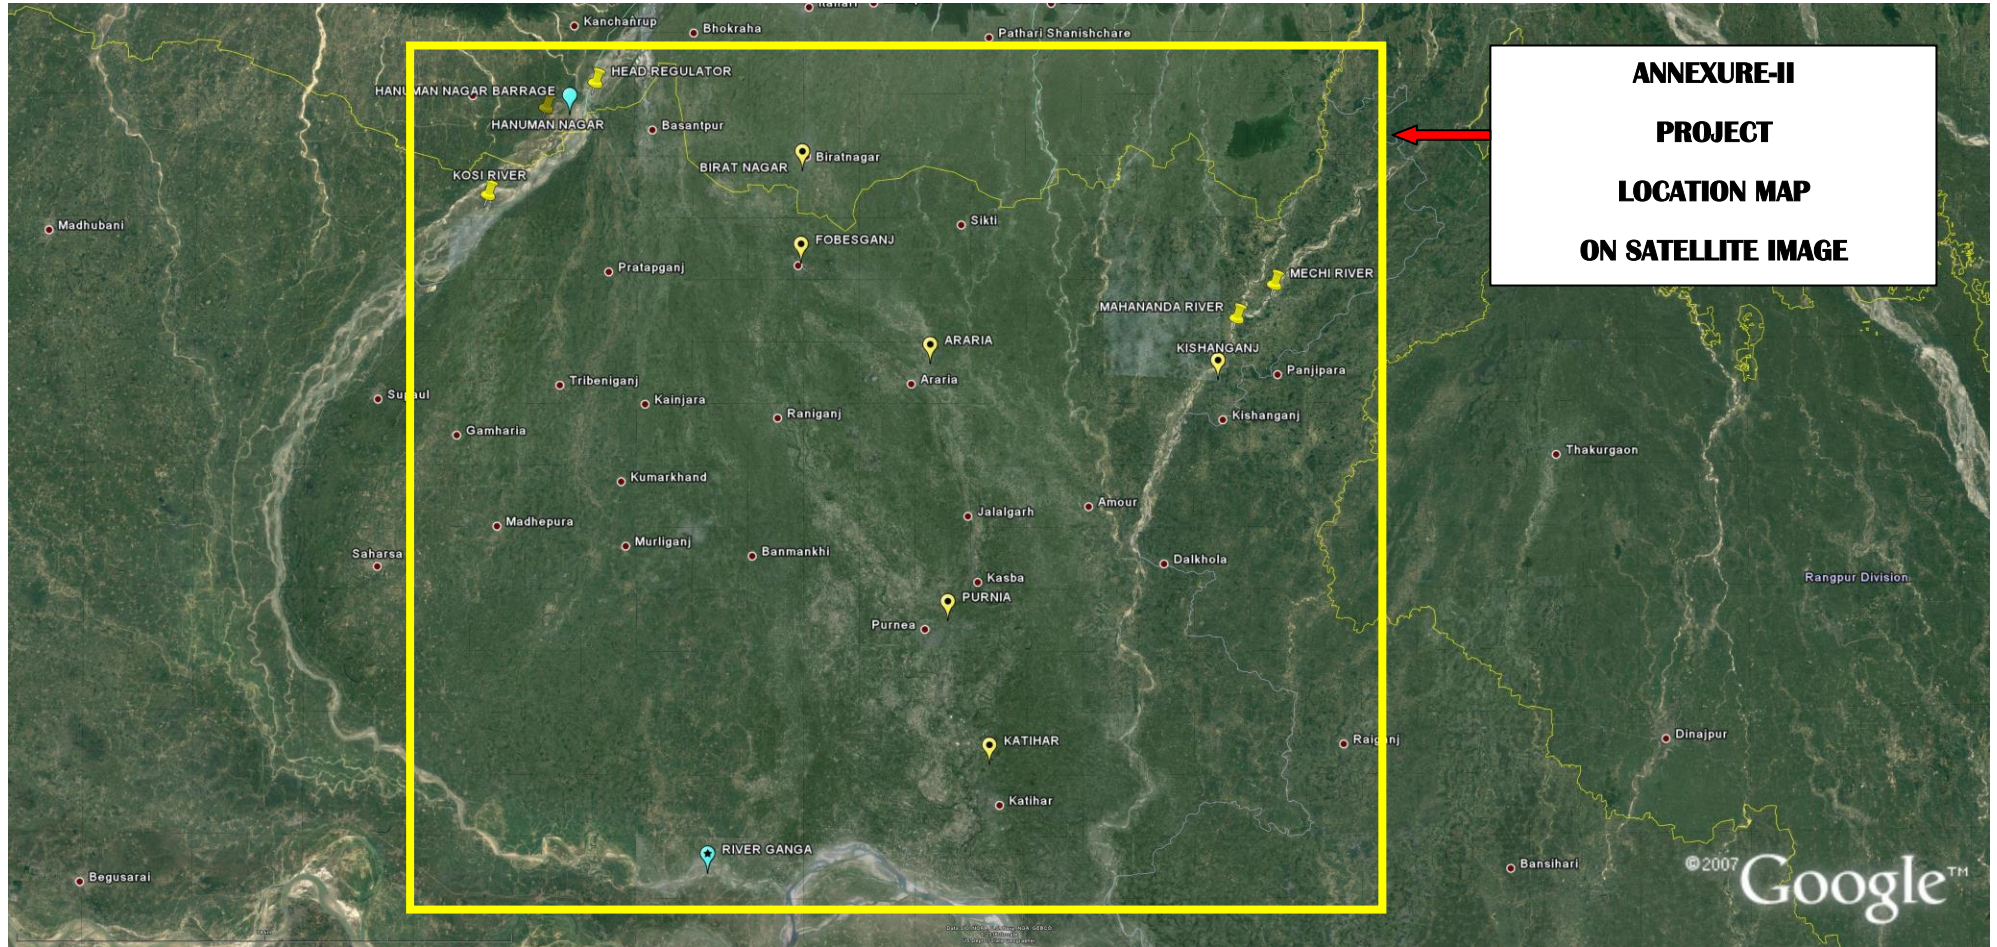 Kanchanrup
Bhokraha
Pathari Shanishchare
HEAD REGULATOR
HANUMAN NAGAR BARRAGE
HANUMAN NAGAR
Basantpur
BIRAT NAGAR
Biratnagar
KOSI RIVER
Madhubani
Sikti
FOBESGANJ
Pratapganj
MECHI RIVER
MAHANANDA RIVER
ARARIA
KISHANGANJ
Panjipara
Araria
Tribeniganj
Supaul
Kainjara
Raniganj
Kishanganj
Gamharia
Thakurgaon
Kumarkhand
Amour
Jalalgarh
Madhepura
Murliganj
Banmankhi
Saharsa
Dalkhola
Kasba
Rangpur Division
PURNIA
Purnea
KATIHAR
Raiganj
Dinajpur
Katihar
RIVER GANGA
Begusarai
Bansihari
ANNEXURE-II
PROJECT
LOCATION MAP
ON SATELLITE IMAGE
©2007 Google™